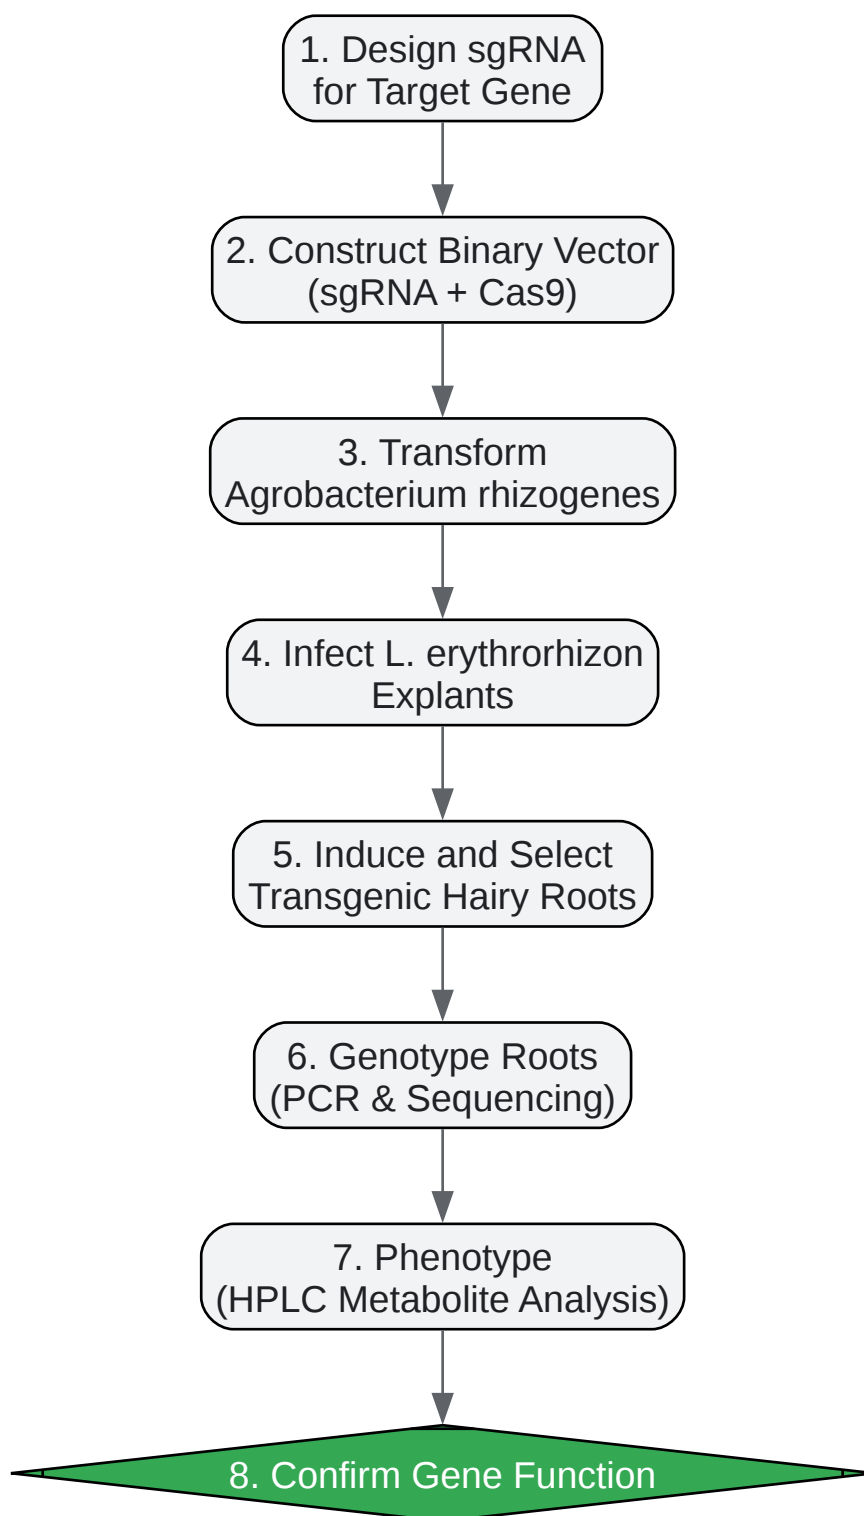 1. Design sgRNA
for Target Gene
2. Construct Binary Vector
(sgRNA + Cas9)
3. Transform
Agrobacterium rhizogenes
4. Infect L. erythrorhizon
Explants
5. Induce and Select
Transgenic Hairy Roots
6. Genotype Roots
(PCR & Sequencing)
7. Phenotype
(HPLC Metabolite Analysis)
8. Confirm Gene Function